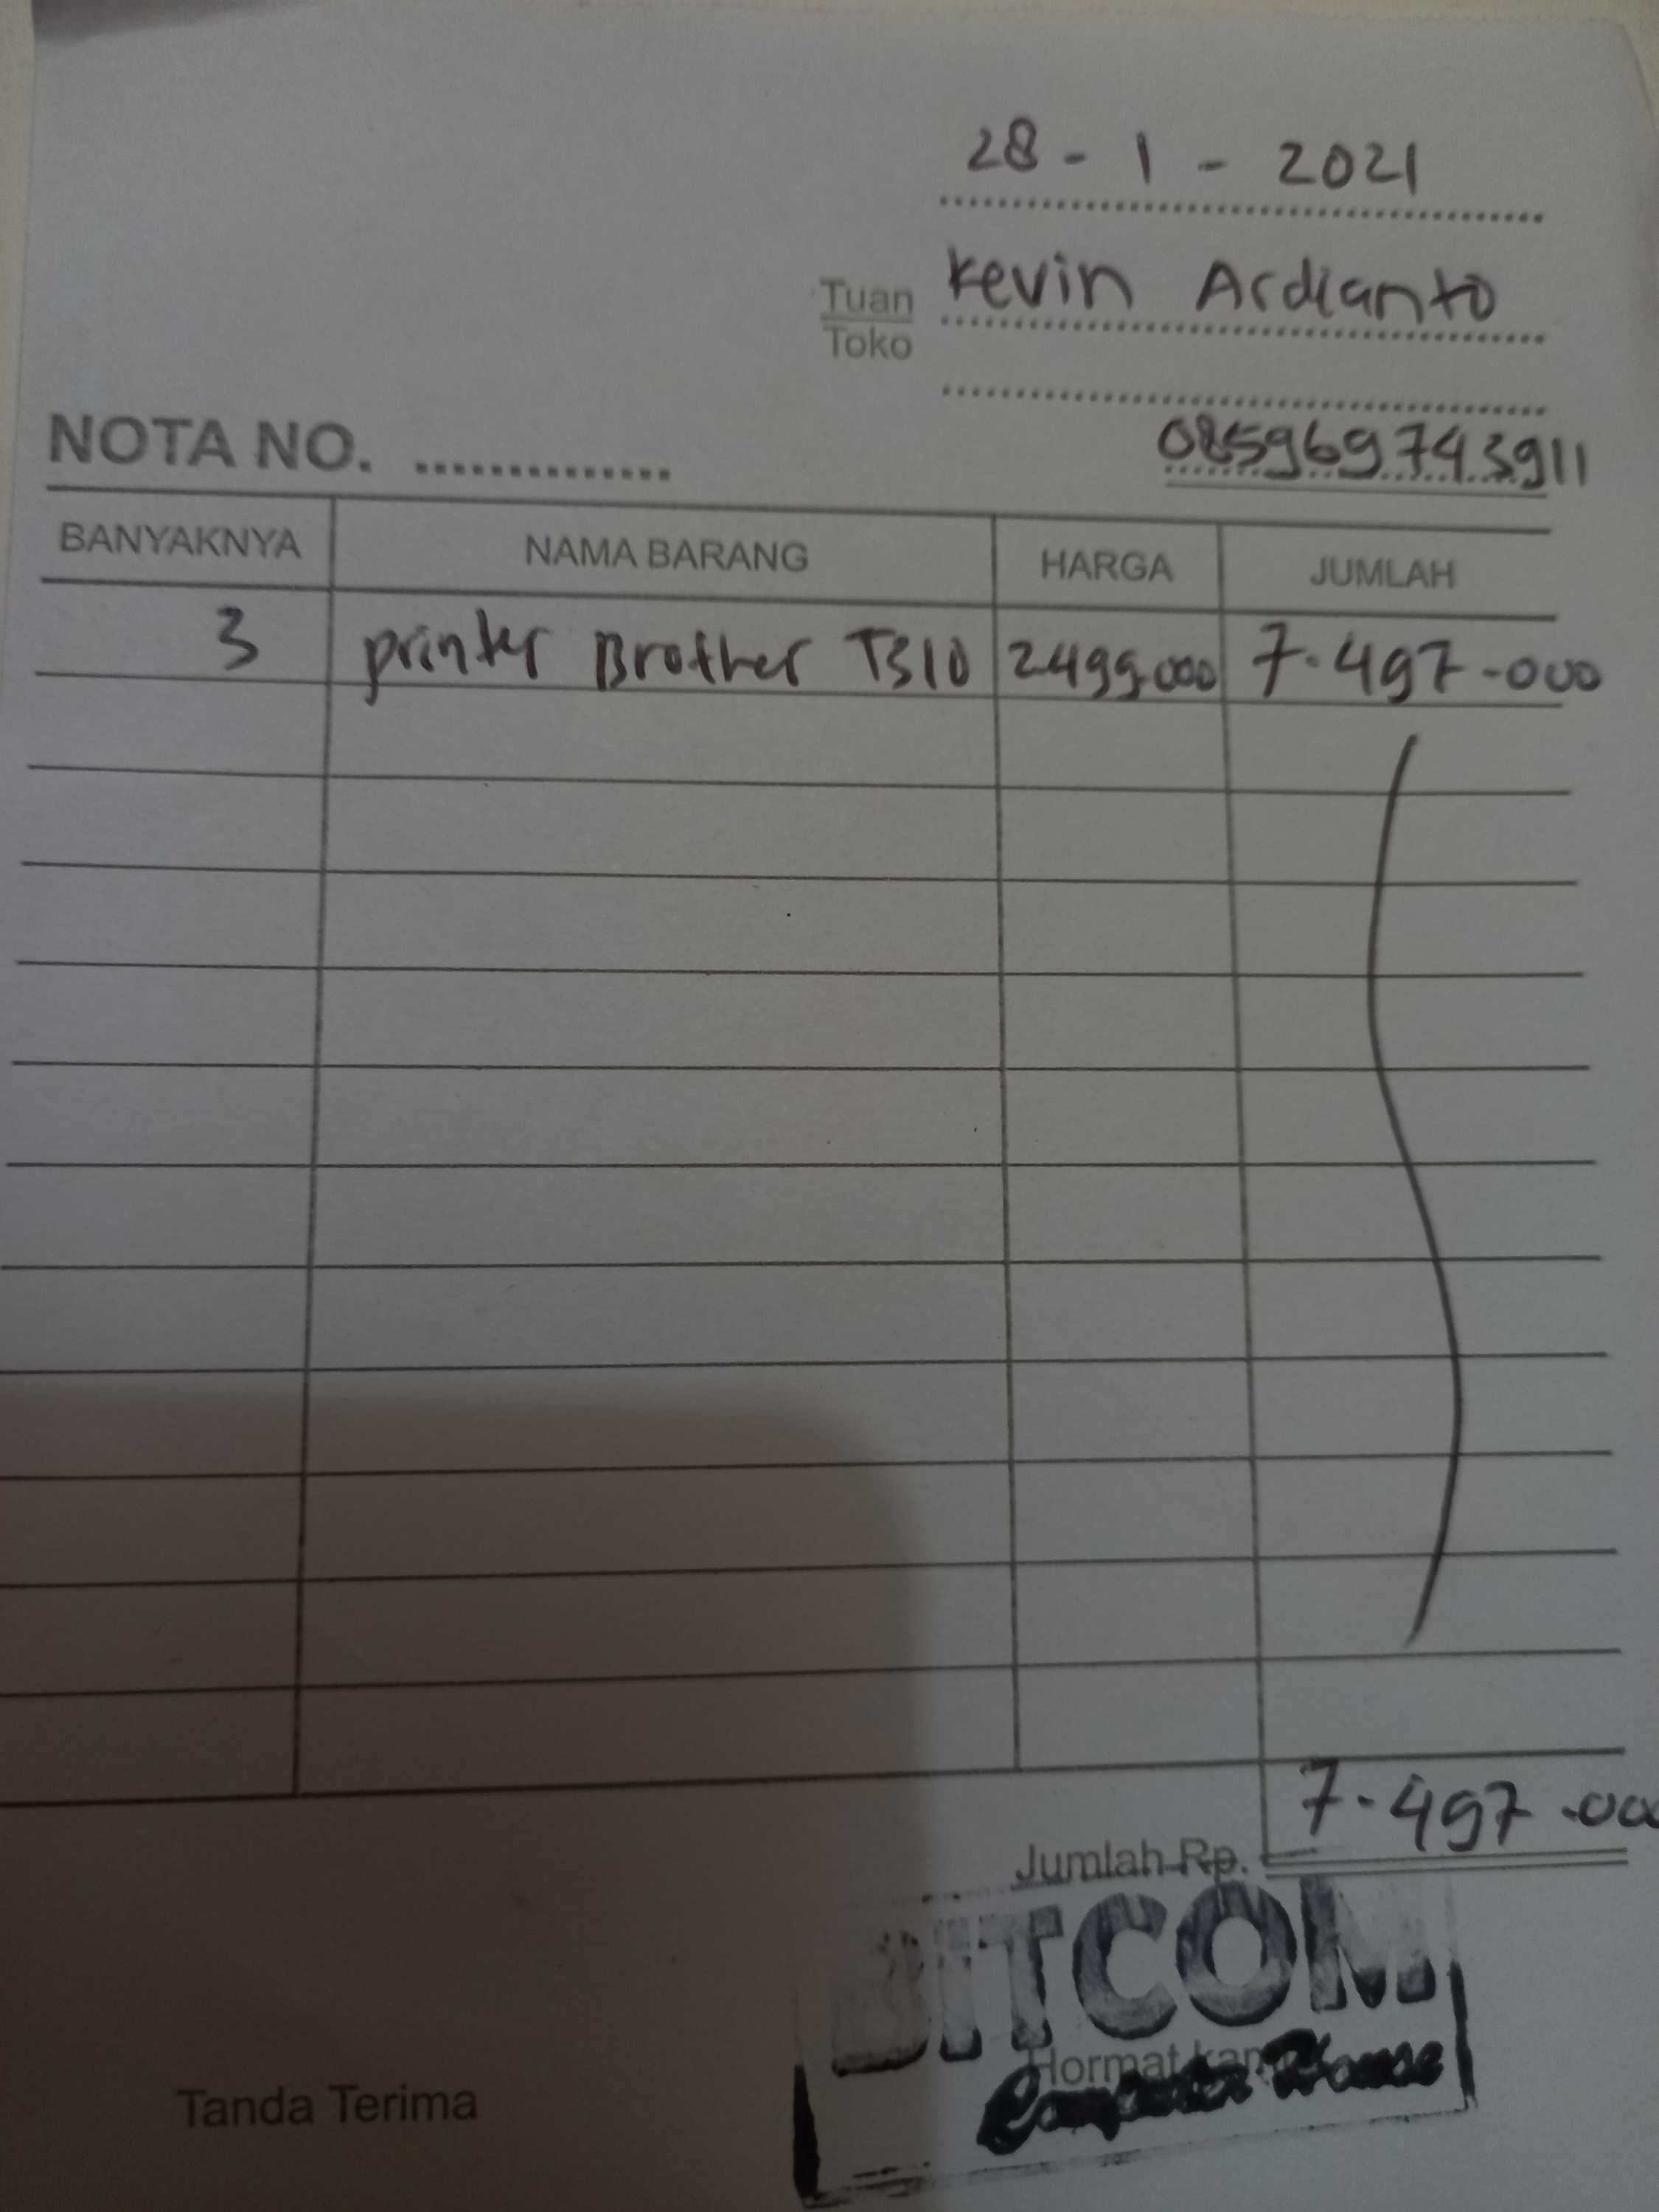 28 - 1 - 2021
Tuan Kevin Ardianto
Toko
NOTA NO. .............. 085969743911
BANYAKNYA NAMA BARANG HARGA JUMLAH
3 printer Brother T310 2499.000 7.497.000
Jumlah Rp. 7.497.00
BITCOM
Hormat kami
Computer House
Tanda Terima